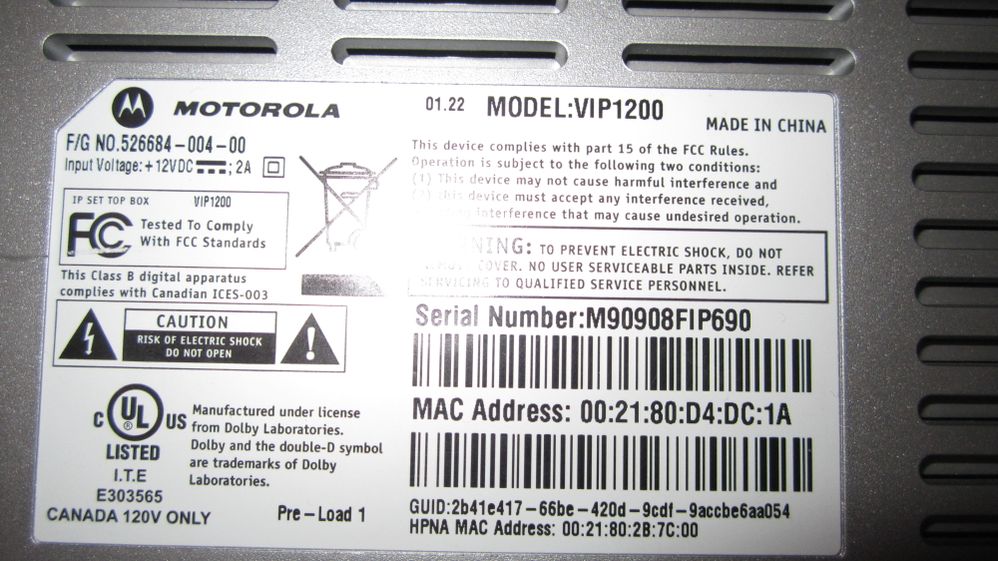 MOTOROLA
01.22 MODEL:VIP1200
MADE IN CHINA
F/G NO.526684-004-00
Input Voltage: +12VDC ; 2A
IP SET TOP BOX VIP1200
FCC Tested To Comply
With FCC Standards
This Class B digital apparatus
complies with Canadian ICES-003
CAUTION
RISK OF ELECTRIC SHOCK
DO NOT OPEN
This device complies with part 15 of the FCC Rules.
Operation is subject to the following two conditions:
(1) This device may not cause harmful interference and
this device must accept any interference received,
interference that may cause undesired operation.
TO PREVENT ELECTRIC SHOCK, DO NOT
COVER. NO USER SERVICEABLE PARTS INSIDE. REFER
SERVICING TO QUALIFIED SERVICE PERSONNEL.
Serial Number:M90908FIP690
MAC Address: 00:21:80:D4:DC:1A
GUID:2b41e417-66be-420d-9cdf-9accbe6aa054
HPNA MAC Address: 00:21:80:2B:7C:00
C UL ® US
LISTED
I.T.E
E303565
CANADA 120V ONLY
Manufactured under license
from Dolby Laboratories.
Dolby and the double-D symbol
are trademarks of Dolby
Laboratories.
Pre-Load 1